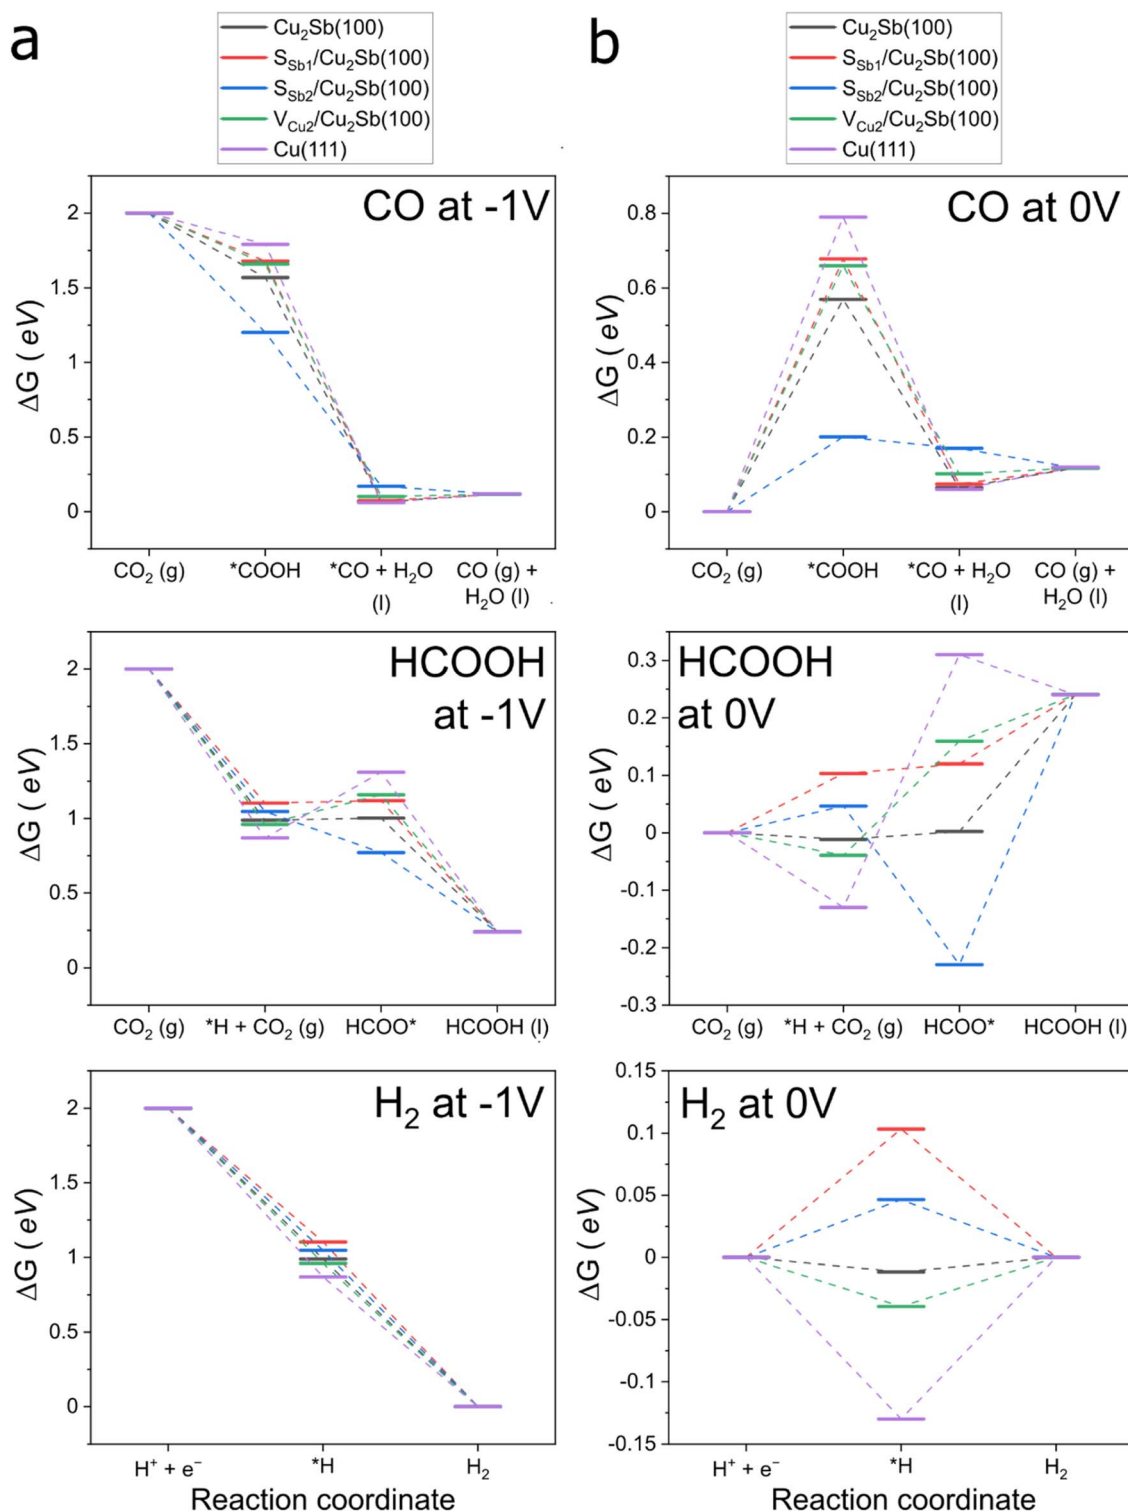 a
Cu₂Sb(100)
S_Sb1/Cu₂Sb(100)
S_Sb2/Cu₂Sb(100)
V_Cu2/Cu₂Sb(100)
Cu(111)
CO at -1V
ΔG ( eV)
2
1.5
1
0.5
0
CO₂ (g)
*COOH
*CO + H₂O
(l)
CO (g) +
H₂O (l)
HCOOH
at -1V
ΔG ( eV)
2
1.5
1
0.5
0
CO₂ (g)
*H + CO₂ (g)
HCOO*
HCOOH (l)
H₂ at -1V
ΔG ( eV)
2
1.5
1
0.5
0
H⁺ + e⁻
*H
H₂
Reaction coordinate
b
Cu₂Sb(100)
S_Sb1/Cu₂Sb(100)
S_Sb2/Cu₂Sb(100)
V_Cu2/Cu₂Sb(100)
Cu(111)
CO at 0V
ΔG ( eV)
0.8
0.6
0.4
0.2
0
CO₂ (g)
*COOH
*CO + H₂O
(l)
CO (g) +
H₂O (l)
HCOOH
at 0V
ΔG ( eV)
0.3
0.2
0.1
0
-0.1
-0.2
-0.3
CO₂ (g)
*H + CO₂ (g)
HCOO*
HCOOH (l)
H₂ at 0V
ΔG ( eV)
0.15
0.1
0.05
0
-0.05
-0.1
-0.15
H⁺ + e⁻
*H
H₂
Reaction coordinate